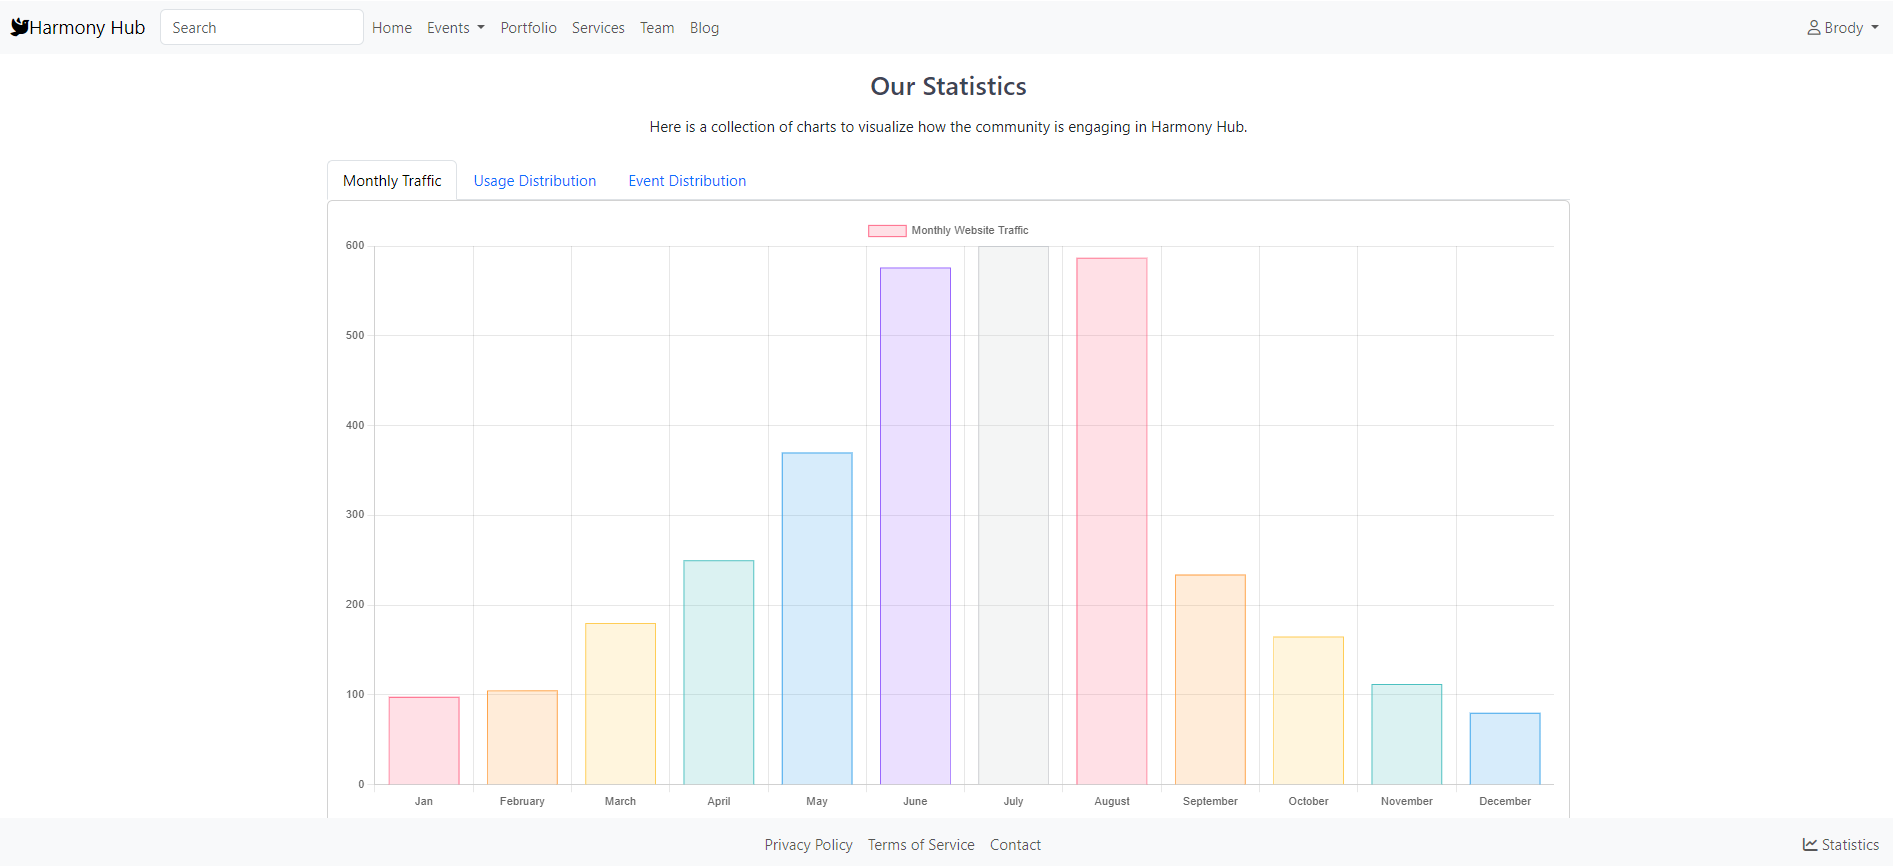 Harmony Hub Search Home Events Portfolio Services Team Blog Brody
Our Statistics
Here is a collection of charts to visualize how the community is engaging in Harmony Hub.
Monthly Traffic Usage Distribution Event Distribution
Monthly Website Traffic
600
500
400
300
200
100
0
Jan February March April May June July August September October November December
Privacy Policy Terms of Service Contact Statistics